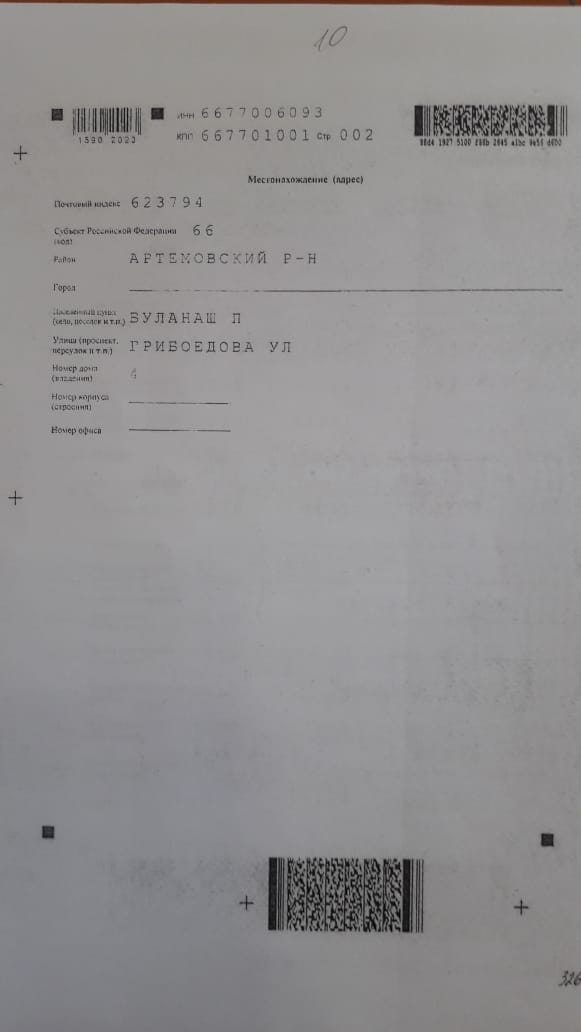 10
ИНН 6677006093
1590 2023
КПП 667701001 Стр 002
Местонахождение (адрес)
Почтовый индекс 623794
Субъект Российской Федерации 66
(код)
Район АРТЕМОВСКИЙ Р-Н
Город
Населенный пункт
(село, поселок и т.п.) БУЛАНАШ П
Улица (проспект,
переулок и т.п.) ГРИБОЕДОВА УЛ
Номер дома
(владения) 4
Номер корпуса
(строения)
Номер офиса
326